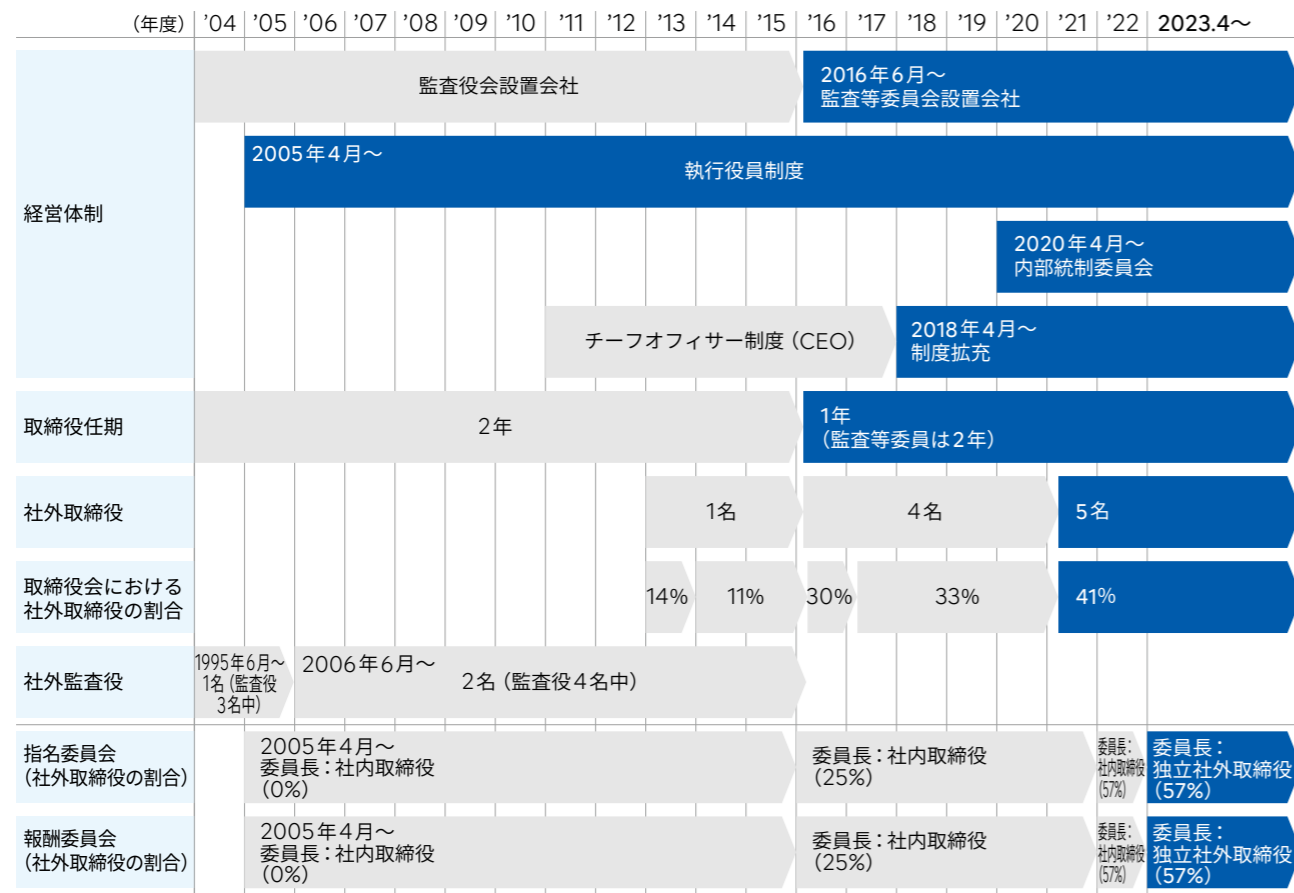 （年度） ’04 ’05 ’06 ’07 ’08 ’09 ’10 ’11 ’12 ’13 ’14 ’15 ’16 ’17 ’18 ’19 ’20 ’21 ’22 2023.4～
経営体制
監査役会設置会社
2016年6月～
監査等委員会設置会社
2005年4月～
執行役員制度
2020年4月～
内部統制委員会
チーフオフィサー制度（CEO）
2018年4月～
制度拡充
取締役任期
2年
1年
（監査等委員は2年）
社外取締役
1名
4名
5名
取締役会における
社外取締役の割合
14%
11%
30%
33%
41%
社外監査役
1995年6月～
1名（監査役
3名中）
2006年6月～
2名（監査役4名中）
指名委員会
（社外取締役の割合）
2005年4月～
委員長：社内取締役
（0%）
委員長：社内取締役
（25%）
委員長：
社内取締役
（57%）
委員長：
独立社外取締役
（57%）
報酬委員会
（社外取締役の割合）
2005年4月～
委員長：社内取締役
（0%）
委員長：社内取締役
（25%）
委員長：
社内取締役
（57%）
委員長：
独立社外取締役
（57%）